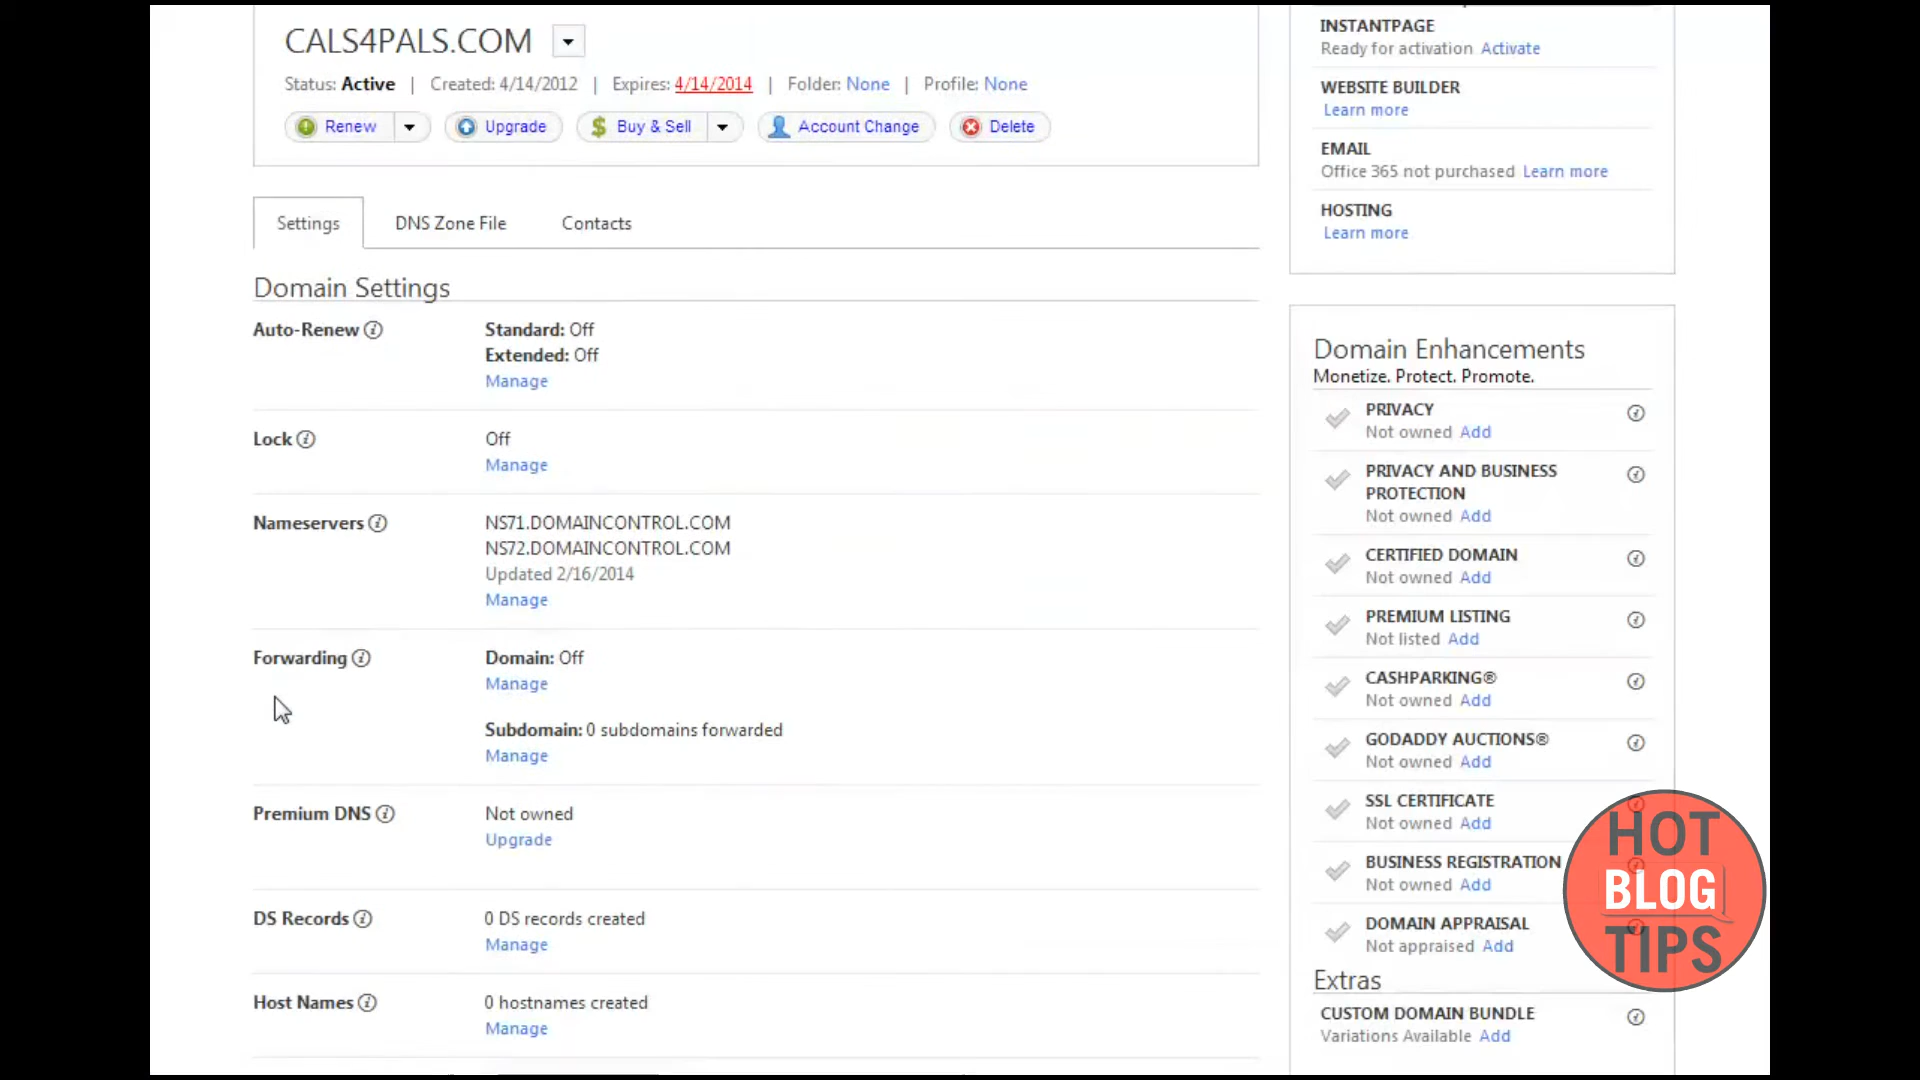 CALS4PALS.COM
Status: Active | Created: 4/14/2012 | Expires: 4/14/2014 | Folder: None | Profile: None
Renew
Upgrade
Buy & Sell
Account Change
Delete
Settings
DNS Zone File
Contacts
Domain Settings
Auto-Renew
Standard: Off
Extended: Off
Manage
Lock
Off
Manage
Nameservers
NS71.DOMAINCONTROL.COM
NS72.DOMAINCONTROL.COM
Updated 2/16/2014
Manage
Forwarding
Domain: Off
Manage
Subdomain: 0 subdomains forwarded
Manage
Premium DNS
Not owned
Upgrade
DS Records
0 DS records created
Manage
Host Names
0 hostnames created
Manage
INSTANTPAGE
Ready for activation Activate
WEBSITE BUILDER
Learn more
EMAIL
Office 365 not purchased Learn more
HOSTING
Learn more
Domain Enhancements
Monetize. Protect. Promote.
PRIVACY
Not owned Add
PRIVACY AND BUSINESS
PROTECTION
Not owned Add
CERTIFIED DOMAIN
Not owned Add
PREMIUM LISTING
Not listed Add
CASHPARKING®
Not owned Add
GODADDY AUCTIONS®
Not owned Add
SSL CERTIFICATE
Not owned Add
BUSINESS REGISTRATION
Not owned Add
DOMAIN APPRAISAL
Not appraised Add
Extras
CUSTOM DOMAIN BUNDLE
Variations Available Add
HOT
BLOG
TIPS